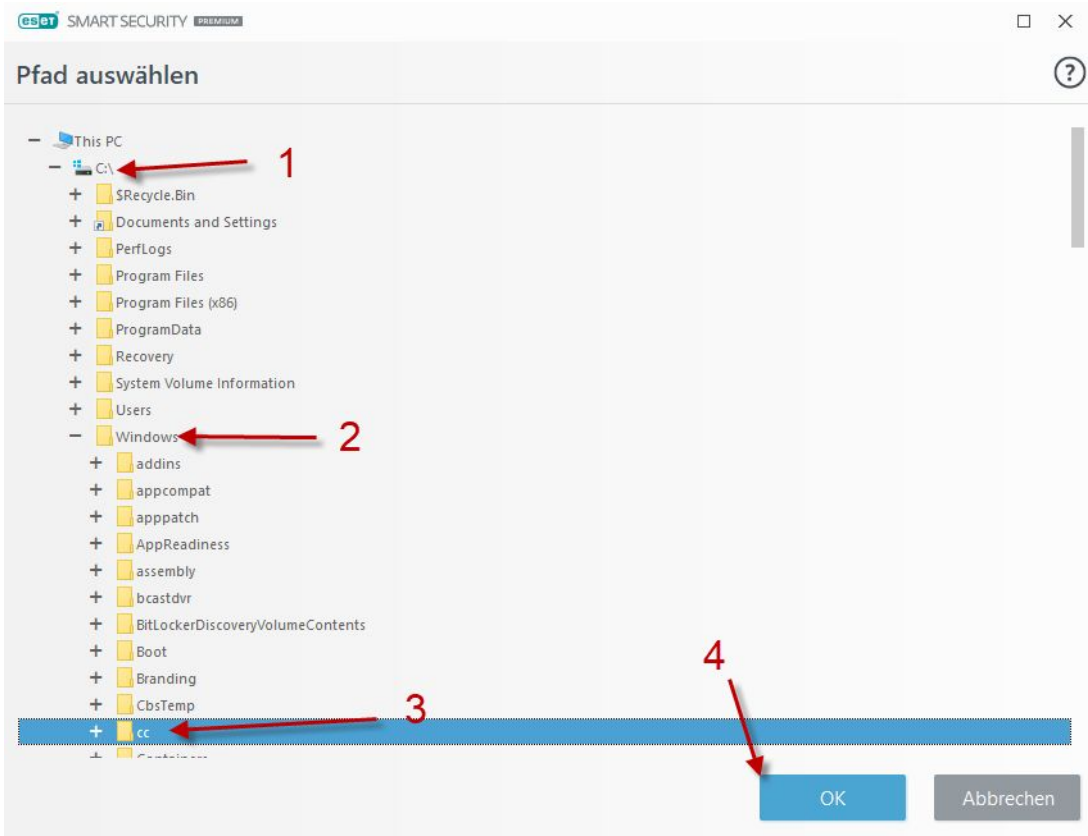 eset SMART SECURITY PREMIUM
Pfad auswählen
?
This PC
C:\
1
$Recycle.Bin
Documents and Settings
PerfLogs
Program Files
Program Files (x86)
ProgramData
Recovery
System Volume Information
Users
Windows
2
addins
appcompat
apppatch
AppReadiness
assembly
bcastdvr
BitLockerDiscoveryVolumeContents
Boot
4
Branding
CbsTemp
3
cc
Containers
OK Abbrechen